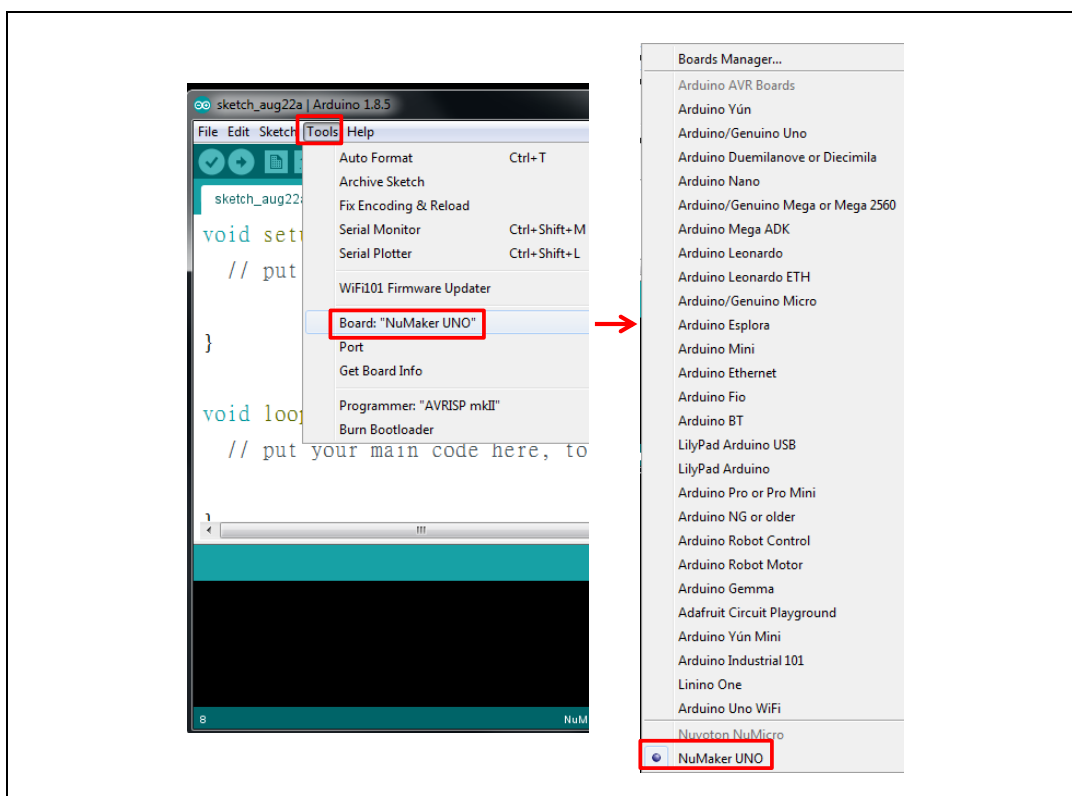 sketch_aug22a | Arduino 1.8.5
File Edit Sketch Tools Help
Auto Format Ctrl+T
Archive Sketch
Fix Encoding & Reload
Serial Monitor Ctrl+Shift+M
Serial Plotter Ctrl+Shift+L
WiFi101 Firmware Updater
Board: "NuMaker UNO"
Port
Get Board Info
Programmer: "AVRISP mkII"
Burn Bootloader
sketch_aug22a
void setu
// put
}
void loop
// put your main code here, to
}
8 NuM
Boards Manager...
Arduino AVR Boards
Arduino Yún
Arduino/Genuino Uno
Arduino Duemilanove or Diecimila
Arduino Nano
Arduino/Genuino Mega or Mega 2560
Arduino Mega ADK
Arduino Leonardo
Arduino Leonardo ETH
Arduino/Genuino Micro
Arduino Esplora
Arduino Mini
Arduino Ethernet
Arduino Fio
Arduino BT
LilyPad Arduino USB
LilyPad Arduino
Arduino Pro or Pro Mini
Arduino NG or older
Arduino Robot Control
Arduino Robot Motor
Arduino Gemma
Adafruit Circuit Playground
Arduino Yún Mini
Arduino Industrial 101
Linino One
Arduino Uno WiFi
Nuvoton NuMicro
NuMaker UNO